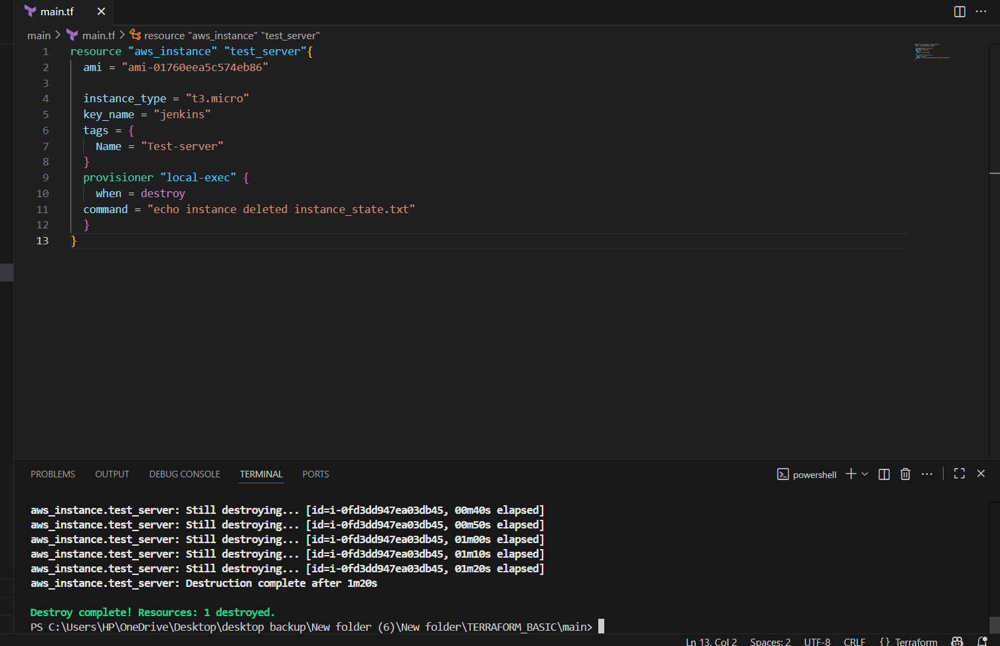 main.tf
main > main.tf > resource "aws_instance" "test_server"
1 resource "aws_instance" "test_server"{
2 ami = "ami-01760eea5c574eb86"
3
4 instance_type = "t3.micro"
5 key_name = "jenkins"
6 tags = {
7 Name = "Test-server"
8 }
9 provisioner "local-exec" {
10 when = destroy
11 command = "echo instance deleted instance_state.txt"
12 }
13 }
PROBLEMS OUTPUT DEBUG CONSOLE TERMINAL PORTS powershell
aws_instance.test_server: Still destroying... [id=i-0fd3dd947ea03db45, 00m40s elapsed]
aws_instance.test_server: Still destroying... [id=i-0fd3dd947ea03db45, 00m50s elapsed]
aws_instance.test_server: Still destroying... [id=i-0fd3dd947ea03db45, 01m00s elapsed]
aws_instance.test_server: Still destroying... [id=i-0fd3dd947ea03db45, 01m10s elapsed]
aws_instance.test_server: Still destroying... [id=i-0fd3dd947ea03db45, 01m20s elapsed]
aws_instance.test_server: Destruction complete after 1m20s
Destroy complete! Resources: 1 destroyed.
PS C:\Users\HP\OneDrive\Desktop\desktop backup\New folder (6)\New folder\TERRAFORM_BASIC\main>
Ln 13, Col 2 Spaces: 2 UTF-8 CRLF {} Terraform